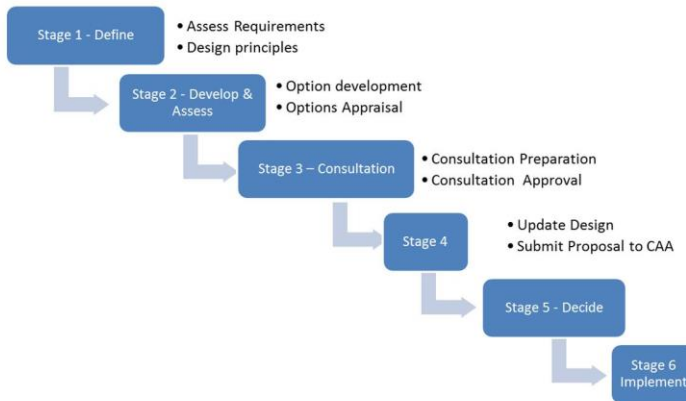 Stage 1 - Define
• Assess Requirements
• Design principles
Stage 2 - Develop &
Assess
• Option development
• Options Appraisal
Stage 3 – Consultation
• Consultation Preparation
• Consultation Approval
Stage 4
• Update Design
• Submit Proposal to CAA
Stage 5 - Decide
Stage 6
Implement